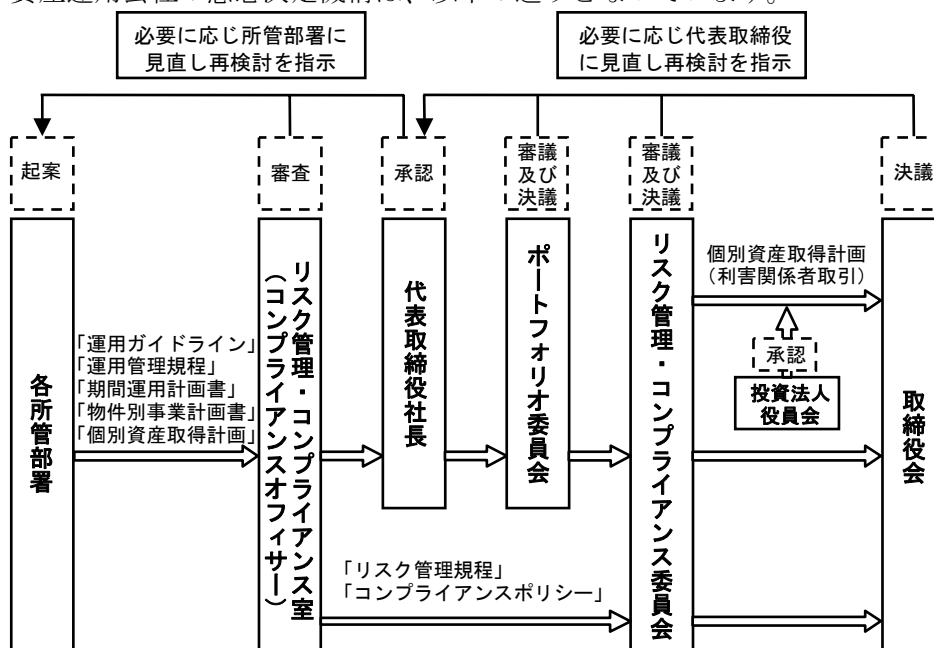 必要に応じ所管部署に
見直し再検討を指示
必要に応じ代表取締役
に見直し再検討を指示
起案
審査
承認
審議
及び
決議
審議
及び
決議
決議
各所管部署
「運用ガイドライン」
「運用管理規程」
「期間運用計画書」
「物件別事業計画書」
「個別資産取得計画」
リスク管理・コンプライアンス室
（コンプライアンスオフィサー）
代表取締役社長
ポートフォリオ委員会
「リスク管理規程」
「コンプライアンスポリシー」
リスク管理・コンプライアンス委員会
個別資産取得計画
（利害関係者取引）
承認
投資法人
役員会
取締役会